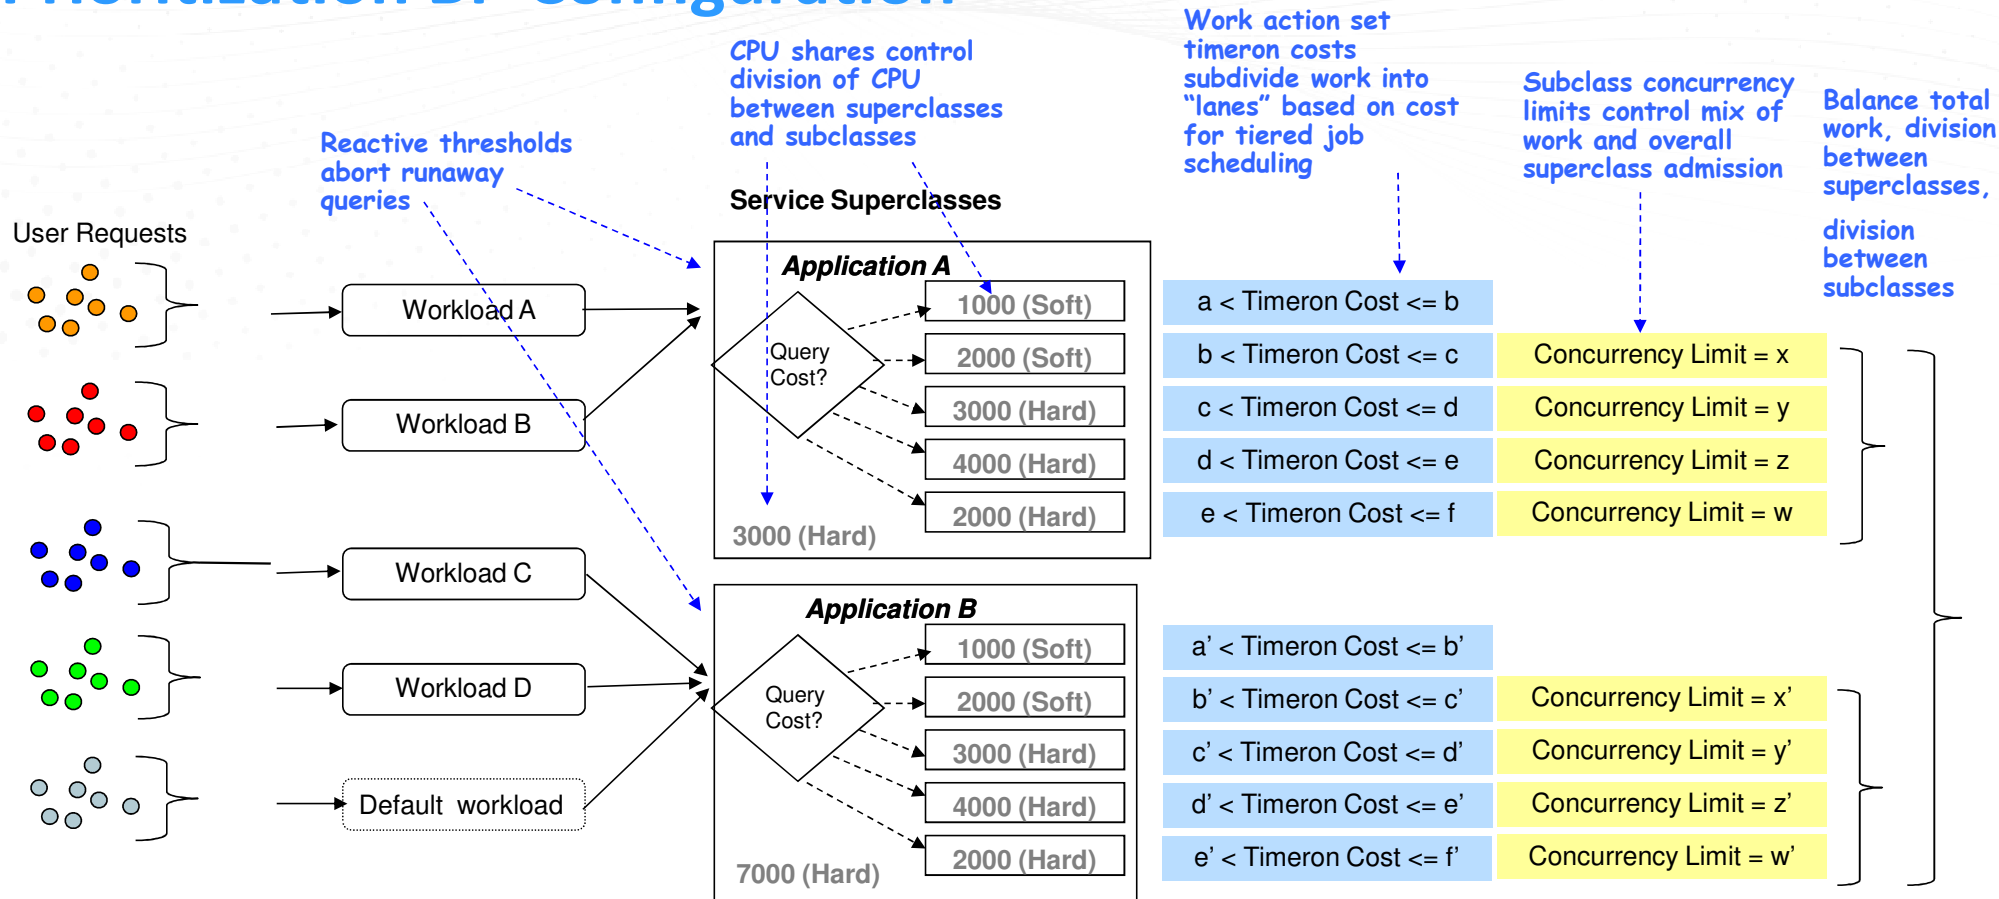 Prioritization BP Configuration
Work action set
timeron costs
subdivide work into
“lanes” based on cost
for tiered job
scheduling
CPU shares control
division of CPU
between superclasses
and subclasses
Subclass concurrency
limits control mix of
work and overall
superclass admission
Balance total
work, division
between
superclasses,
division
between
subclasses
Reactive thresholds
abort runaway
queries
Service Superclasses
User Requests
Workload A
Workload B
Workload C
Workload D
Default workload
Application A
Query
Cost?
1000 (Soft)
2000 (Soft)
3000 (Hard)
4000 (Hard)
2000 (Hard)
3000 (Hard)
a < Timeron Cost <= b
b < Timeron Cost <= c
c < Timeron Cost <= d
d < Timeron Cost <= e
e < Timeron Cost <= f
Concurrency Limit = x
Concurrency Limit = y
Concurrency Limit = z
Concurrency Limit = w
Application B
Query
Cost?
1000 (Soft)
2000 (Soft)
3000 (Hard)
4000 (Hard)
2000 (Hard)
7000 (Hard)
a’ < Timeron Cost <= b’
b’ < Timeron Cost <= c’
c’ < Timeron Cost <= d’
d’ < Timeron Cost <= e’
e’ < Timeron Cost <= f’
Concurrency Limit = x’
Concurrency Limit = y’
Concurrency Limit = z’
Concurrency Limit = w’